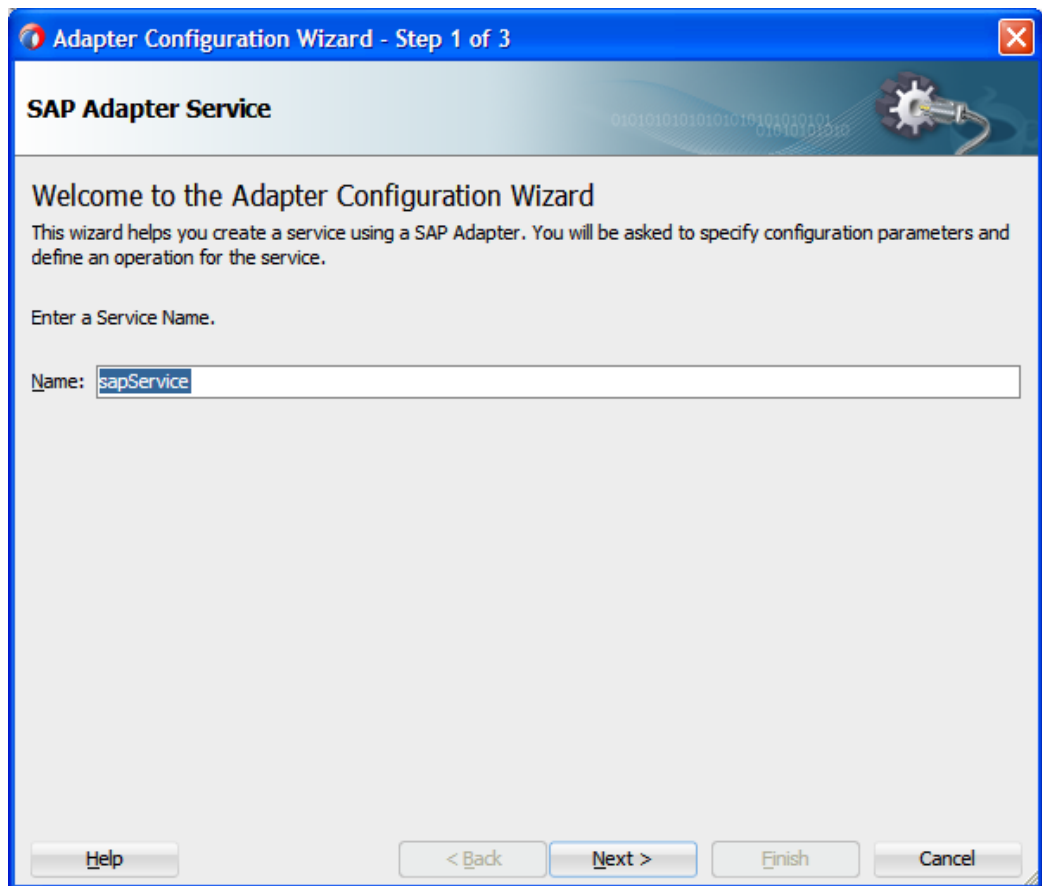 Adapter Configuration Wizard - Step 1 of 3
SAP Adapter Service
0101010101010101010101010101
01010101010
Welcome to the Adapter Configuration Wizard
This wizard helps you create a service using a SAP Adapter. You will be asked to specify configuration parameters and
define an operation for the service.
Enter a Service Name.
Name: sapService
Help < Back Next > Finish Cancel